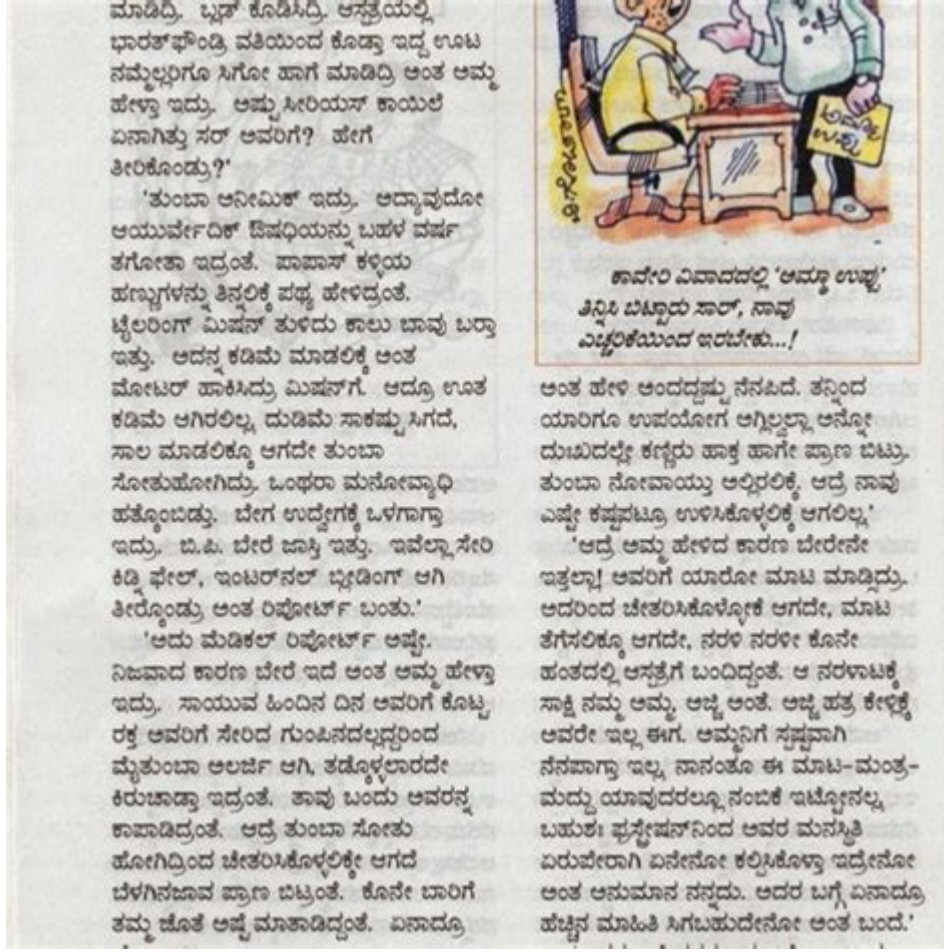 ಮಾಡಿದ್ರಿ. ಬ್ಲಡ್ ಕೊಡಿಸಿದ್ರಿ. ಆಸ್ಪತ್ರೆಯಲ್ಲಿ
ಭಾರತ್‌ಫೌಂಡ್ರಿ ವತಿಯಿಂದ ಕೊಡ್ತಾ ಇದ್ದ ಊಟ
ನಮ್ಮೆಲ್ಲರಿಗೂ ಸಿಗೋ ಹಾಗೆ ಮಾಡಿದ್ರಿ ಅಂತ ಅಮ್ಮ
ಹೇಳ್ತಾ ಇದ್ರು. ಅಷ್ಟು ಸೀರಿಯಸ್ ಕಾಯಿಲೆ
ಏನಾಗಿತ್ತು ಸರ್ ಅವರಿಗೆ? ಹೇಗೆ
ತೀರಿಕೊಂಡ್ರು?'
'ತುಂಬಾ ಅನೀಮಿಕ್ ಇದ್ರು. ಅದ್ಯಾವುದೋ
ಆಯುರ್ವೇದಿಕ್ ಔಷಧಿಯನ್ನು ಬಹಳ ವರ್ಷ
ತಗೋತಾ ಇದ್ರಂತೆ. ಪಾಪಾಸ್ ಕಳ್ಳಿಯ
ಹಣ್ಣುಗಳನ್ನು ತಿನ್ನಲಿಕ್ಕೆ ಪಥ್ಯ ಹೇಳಿದ್ರಂತೆ.
ಟೈಲರಿಂಗ್ ಮಿಷನ್ ತುಳಿದು ಕಾಲು ಬಾವು ಬರ್‍ತಾ
ಇತ್ತು. ಅದನ್ನ ಕಡಿಮೆ ಮಾಡಲಿಕ್ಕೆ ಅಂತ
ಮೋಟರ್ ಹಾಕಿಸಿದ್ರು ಮಿಷನ್‌ಗೆ. ಆದ್ರೂ ಊತ
ಕಡಿಮೆ ಆಗಿರಲಿಲ್ಲ. ದುಡಿಮೆ ಸಾಕಷ್ಟು ಸಿಗದೆ,
ಸಾಲ ಮಾಡಲಿಕ್ಕೂ ಆಗದೇ ತುಂಬಾ
ಸೋತುಹೋಗಿದ್ರು. ಒಂಥರಾ ಮನೋವ್ಯಾಧಿ
ಹತ್ಕೊಂಬಿಡ್ತು. ಬೇಗ ಉದ್ವೇಗಕ್ಕೆ ಒಳಗಾಗ್ತಾ
ಇದ್ರು. ಬಿ.ಪಿ. ಬೇರೆ ಜಾಸ್ತಿ ಇತ್ತು. ಇವೆಲ್ಲಾ ಸೇರಿ
ಕಿಡ್ನಿ ಫೇಲ್, ಇಂಟರ್‌ನಲ್ ಬ್ಲೀಡಿಂಗ್ ಆಗಿ
ತೀರ್‍ಕೊಂಡ್ರು ಅಂತ ರಿಪೋರ್ಟ್ ಬಂತು.'
'ಅದು ಮೆಡಿಕಲ್ ರಿಪೋರ್ಟ್ ಅಷ್ಟೇ.
ನಿಜವಾದ ಕಾರಣ ಬೇರೆ ಇದೆ ಅಂತ ಅಮ್ಮ ಹೇಳ್ತಾ
ಇದ್ರು. ಸಾಯುವ ಹಿಂದಿನ ದಿನ ಅವರಿಗೆ ಕೊಟ್ಟ
ರಕ್ತ ಅವರಿಗೆ ಸೇರಿದ ಗುಂಪಿನದಲ್ಲದ್ದರಿಂದ
ಮೈತುಂಬಾ ಅಲರ್ಜಿ ಆಗಿ, ತಡ್ಕೊಳ್ಳಲಾರದೇ
ಕಿರುಚಾಡ್ತಾ ಇದ್ರಂತೆ. ತಾವು ಬಂದು ಅವರನ್ನ
ಕಾಪಾಡಿದ್ರಂತೆ. ಆದ್ರೆ ತುಂಬಾ ಸೋತು
ಹೋಗಿದ್ರಿಂದ ಚೇತರಿಸಿಕೊಳ್ಳಲಿಕ್ಕೇ ಆಗದೆ
ಬೆಳಗಿನಜಾವ ಪ್ರಾಣ ಬಿಟ್ರಂತೆ. ಕೊನೇ ಬಾರಿಗೆ
ತಮ್ಮ ಜೊತೆ ಅಷ್ಟೆ ಮಾತಾಡಿದ್ದಂತೆ. ಏನಾದ್ರೂ
ಅಮ್ಮಾ
ಉಪ್ಪು
ಕಾವೇರಿ ವಿವಾದದಲ್ಲಿ 'ಅಮ್ಮಾ ಉಪ್ಪು'
ತಿನ್ನಿಸಿ ಬಿಟ್ಟಾರು ಸಾರ್, ನಾವು
ಎಚ್ಚರಿಕೆಯಿಂದ ಇರಬೇಕು...!
ಅಂತ ಹೇಳಿ ಅಂದದ್ದಷ್ಟು ನೆನಪಿದೆ. ತನ್ನಿಂದ
ಯಾರಿಗೂ ಉಪಯೋಗ ಆಗ್ಲಿಲ್ವಲ್ಲಾ ಅನ್ನೋ
ದುಃಖದಲ್ಲೇ ಕಣ್ಣೀರು ಹಾಕ್ತ ಹಾಗೇ ಪ್ರಾಣ ಬಿಟ್ರು.
ತುಂಬಾ ನೋವಾಯ್ತು ಅಲ್ಲಿರಲಿಕ್ಕೆ. ಆದ್ರೆ ನಾವು
ಎಷ್ಟೇ ಕಷ್ಟಪಟ್ರೂ ಉಳಿಸಿಕೊಳ್ಳಲಿಕ್ಕೆ ಆಗಲಿಲ್ಲ.'
'ಆದ್ರೆ ಅಮ್ಮ ಹೇಳಿದ ಕಾರಣ ಬೇರೇನೇ
ಇತ್ತಲ್ಲಾ! ಅವರಿಗೆ ಯಾರೋ ಮಾಟ ಮಾಡ್ಸಿದ್ರು.
ಅದರಿಂದ ಚೇತರಿಸಿಕೊಳ್ಳೋಕೆ ಆಗದೇ, ಮಾಟ
ತೆಗೆಸಲಿಕ್ಕೂ ಆಗದೇ, ನರಳಿ ನರಳೀ ಕೊನೇ
ಹಂತದಲ್ಲಿ ಆಸ್ಪತ್ರೆಗೆ ಬಂದಿದ್ದಂತೆ. ಆ ನರಳಾಟಕ್ಕೆ
ಸಾಕ್ಷಿ ನಮ್ಮ ಅಮ್ಮ, ಅಜ್ಜಿ ಅಂತೆ. ಅಜ್ಜಿ ಹತ್ರ ಕೇಳ್ಲಿಕ್ಕೆ
ಅವರೇ ಇಲ್ಲ ಈಗ. ಅಮ್ಮನಿಗೆ ಸ್ಪಷ್ಟವಾಗಿ
ನೆನಪಾಗ್ತಾ ಇಲ್ಲ. ನಾನಂತೂ ಈ ಮಾಟ-ಮಂತ್ರ-
ಮದ್ದು ಯಾವುದರಲ್ಲೂ ನಂಬಿಕೆ ಇಟ್ಟೋನಲ್ಲ.
ಬಹುಶಃ ಫ್ರಸ್ಟ್ರೇಷನ್‌ನಿಂದ ಅವರ ಮನಸ್ಥಿತಿ
ಏರುಪೇರಾಗಿ ಏನೇನೋ ಕಲ್ಪಿಸಿಕೊಳ್ತಾ ಇದ್ರೇನೋ
ಅಂತ ಅನುಮಾನ ನನ್ನದು. ಅದರ ಬಗ್ಗೆ ಏನಾದ್ರೂ
ಹೆಚ್ಚಿನ ಮಾಹಿತಿ ಸಿಗಬಹುದೇನೋ ಅಂತ ಬಂದೆ.'